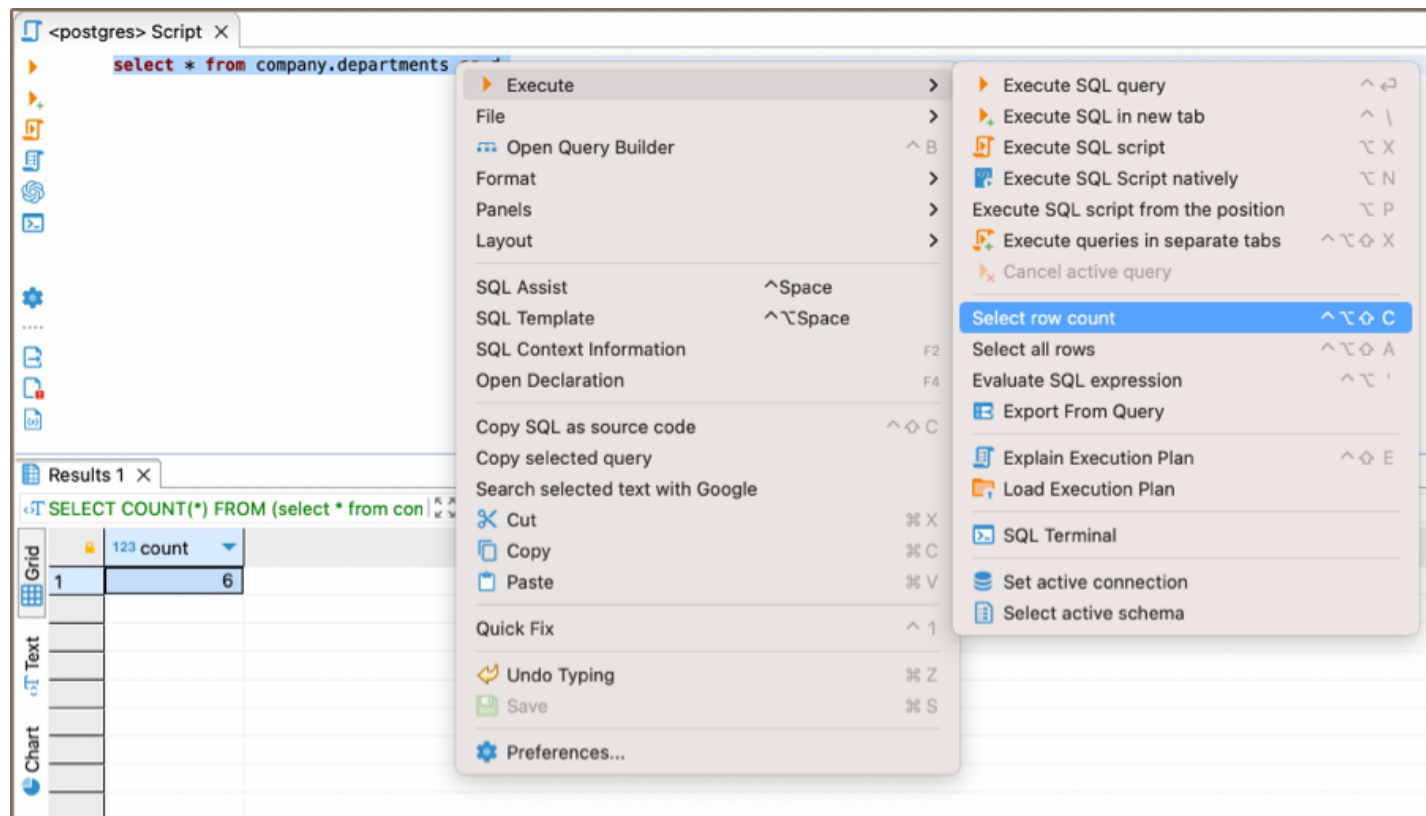 <postgres> Script
select * from company.departments
Execute
File
Open Query Builder ^ B
Format
Panels
Layout
SQL Assist ^Space
SQL Template ^⌥Space
SQL Context Information F2
Open Declaration F4
Copy SQL as source code ^⇧ C
Copy selected query
Search selected text with Google
Cut ⌘ X
Copy ⌘ C
Paste ⌘ V
Quick Fix ^ 1
Undo Typing ⌘ Z
Save ⌘ S
Preferences...
Execute SQL query ^ ⏎
Execute SQL in new tab ^ \
Execute SQL script ⌥ X
Execute SQL Script natively ⌥ N
Execute SQL script from the position ⌥ P
Execute queries in separate tabs ^⌥⇧ X
Cancel active query
Select row count ^⌥⇧ C
Select all rows ^⌥⇧ A
Evaluate SQL expression ^⌥ '
Export From Query
Explain Execution Plan ^⇧ E
Load Execution Plan
SQL Terminal
Set active connection
Select active schema
Results 1
SELECT COUNT(*) FROM (select * from con
Grid
123 count
1 6
Text
Chart